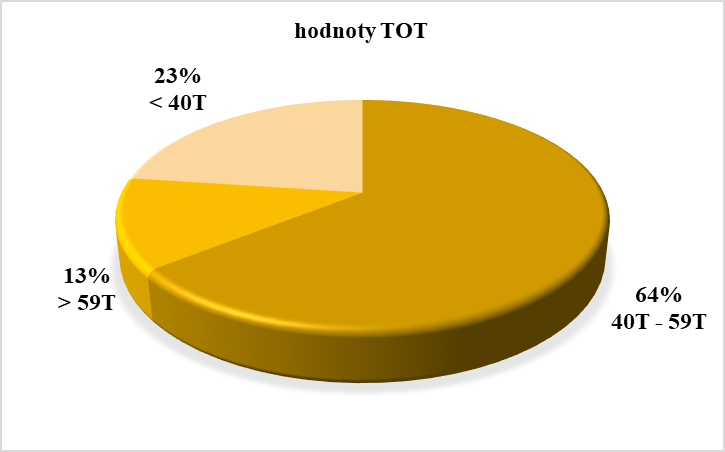 hodnoty TOT
23%
< 40T
13%
> 59T
64%
40T - 59T